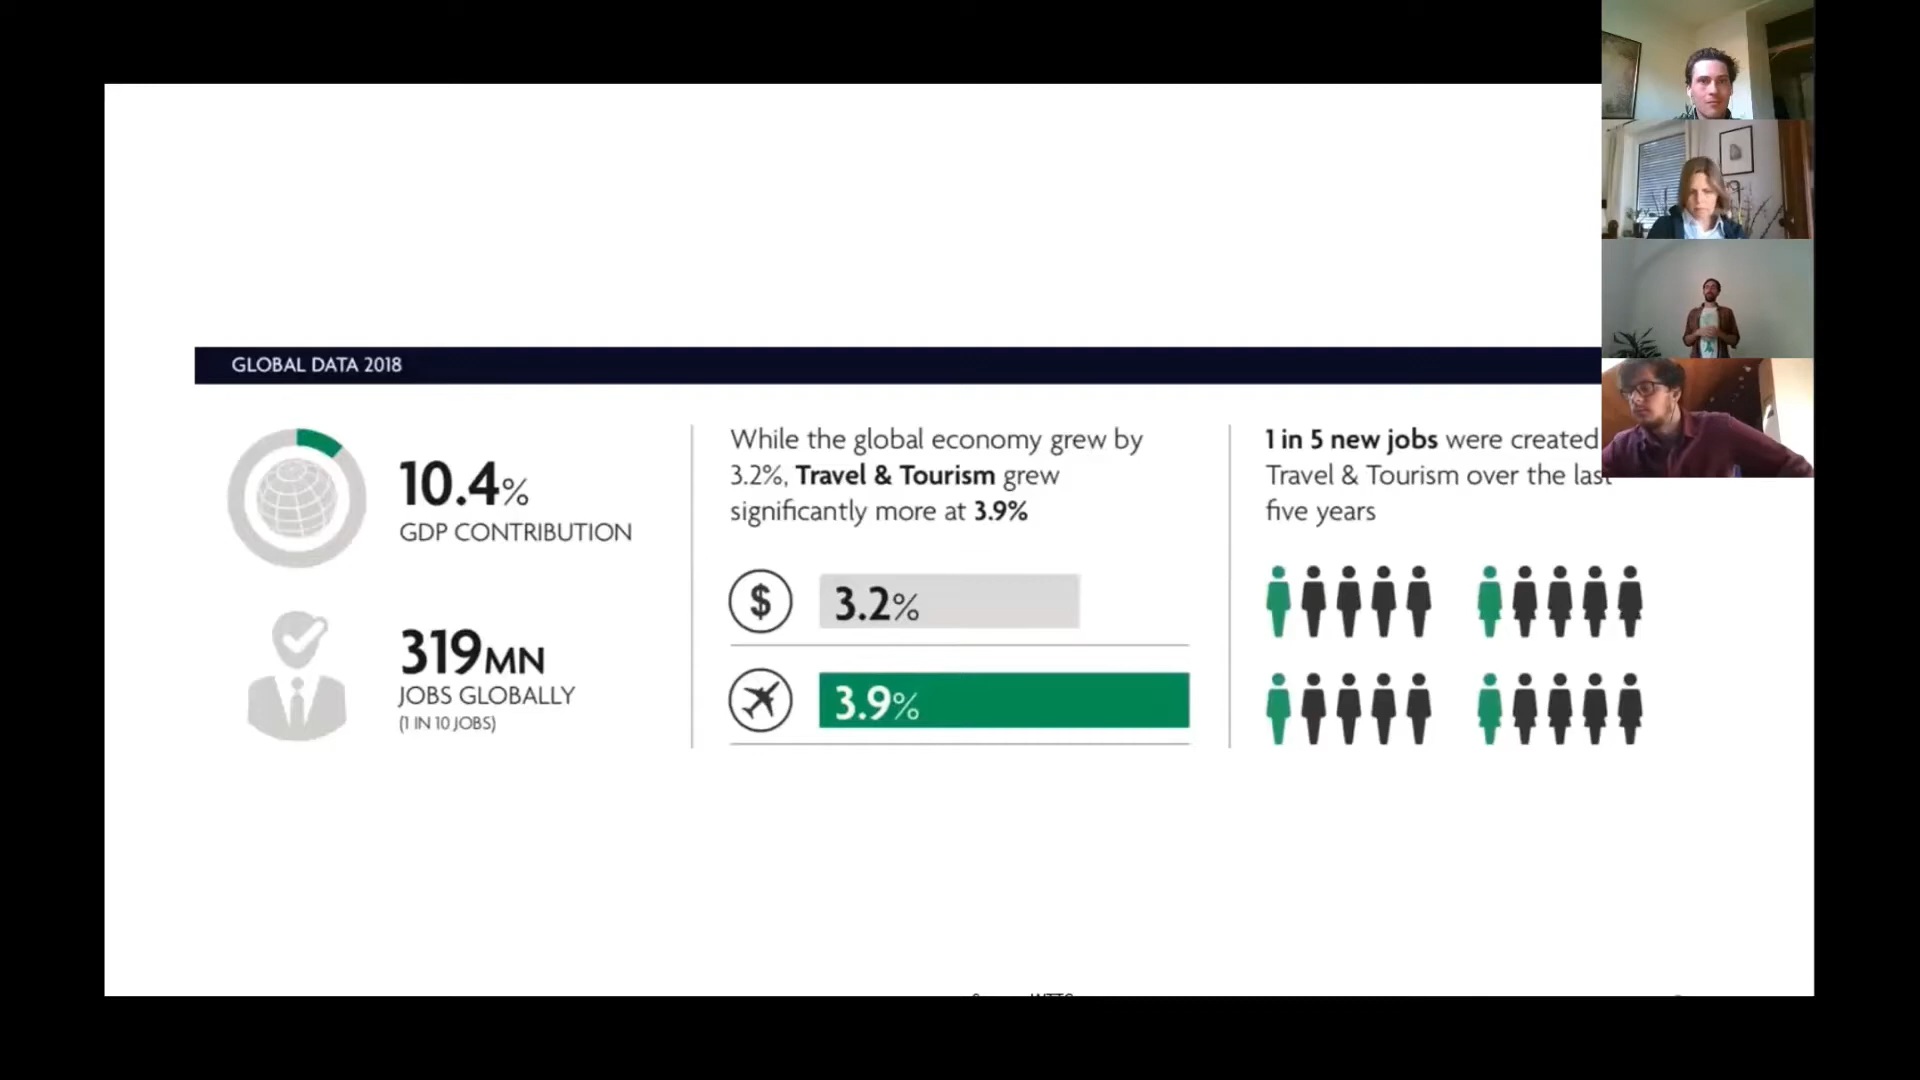 GLOBAL DATA 2018
10.4%
GDP CONTRIBUTION
319MN
JOBS GLOBALLY
(1 IN 10 JOBS)
While the global economy grew by
3.2%, Travel & Tourism grew
significantly more at 3.9%
$ 3.2%
3.9%
1 in 5 new jobs were created
Travel & Tourism over the last
five years